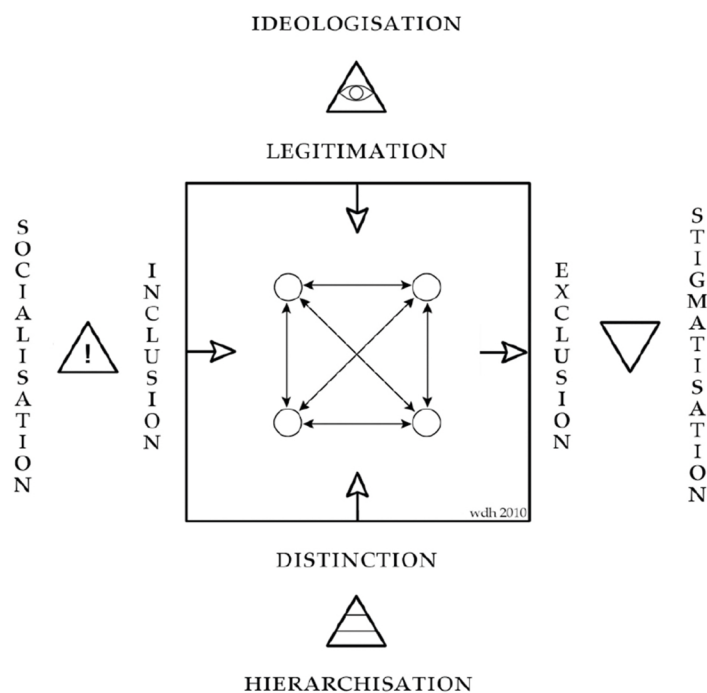 IDEOLOGISATION
LEGITIMATION
SOCIALISATION
!
INCLUSION
EXCLUSION
STIGMATISATION
wdh 2010
DISTINCTION
HIERARCHISATION